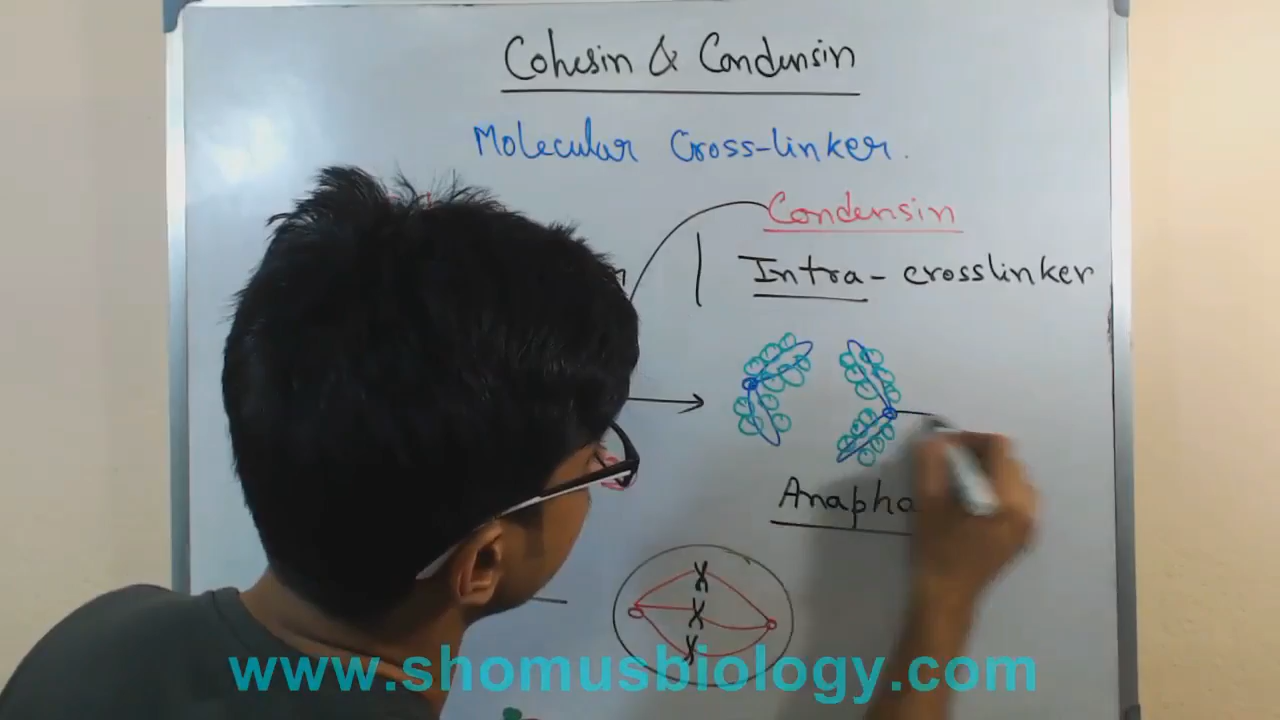 Cohesin & Condensin
Molecular Cross-linker.
Condensin
Intra-crosslinker
www.shomusbiology.com